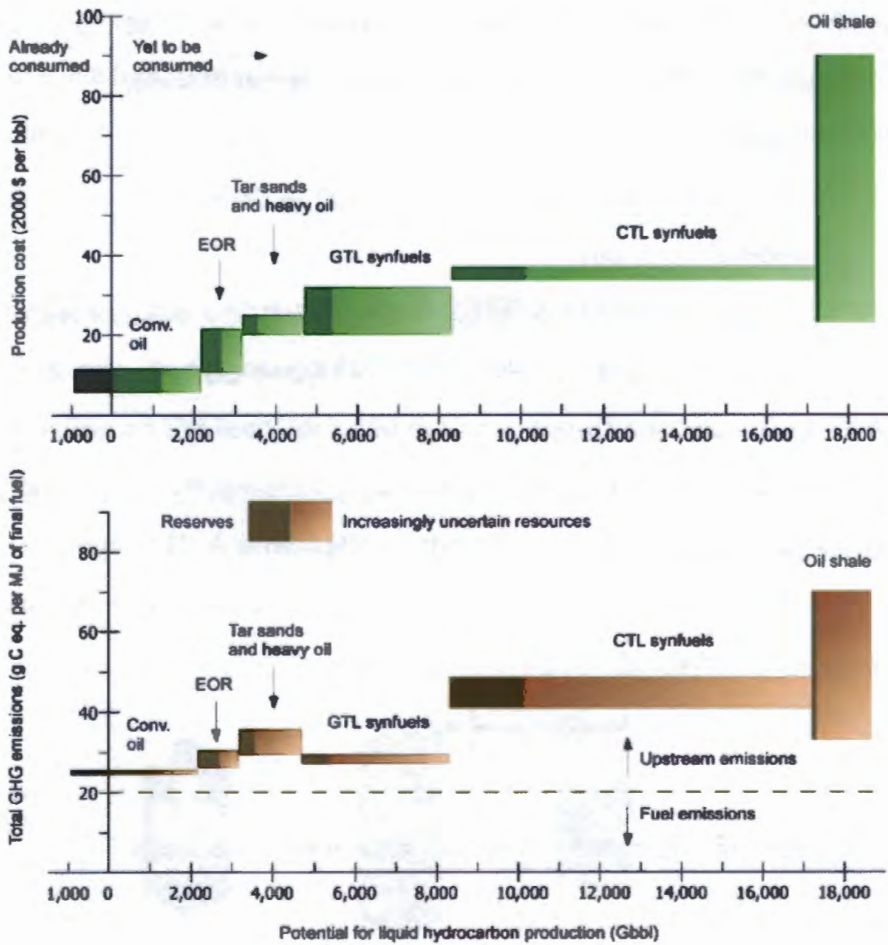 100
80
60
40
20
Production cost (2000 $ per bbl)
Already
consumed
Yet to be
consumed
Oil shale
Tar sands
and heavy oil
EOR
GTL synfuels
CTL synfuels
Conv.
oil
1,000 0 2,000 4,000 6,000 8,000 10,000 12,000 14,000 16,000 18,000
Total GHG emissions (g C eq. per MJ of final fuel)
80
60
40
20
0
Reserves
Increasingly uncertain resources
Oil shale
Tar sands
and heavy oil
CTL synfuels
EOR
Conv.
oil
GTL synfuels
Upstream emissions
Fuel emissions
1,000 0 2,000 4,000 6,000 8,000 10,000 12,000 14,000 16,000 18,000
Potential for liquid hydrocarbon production (Gbbl)